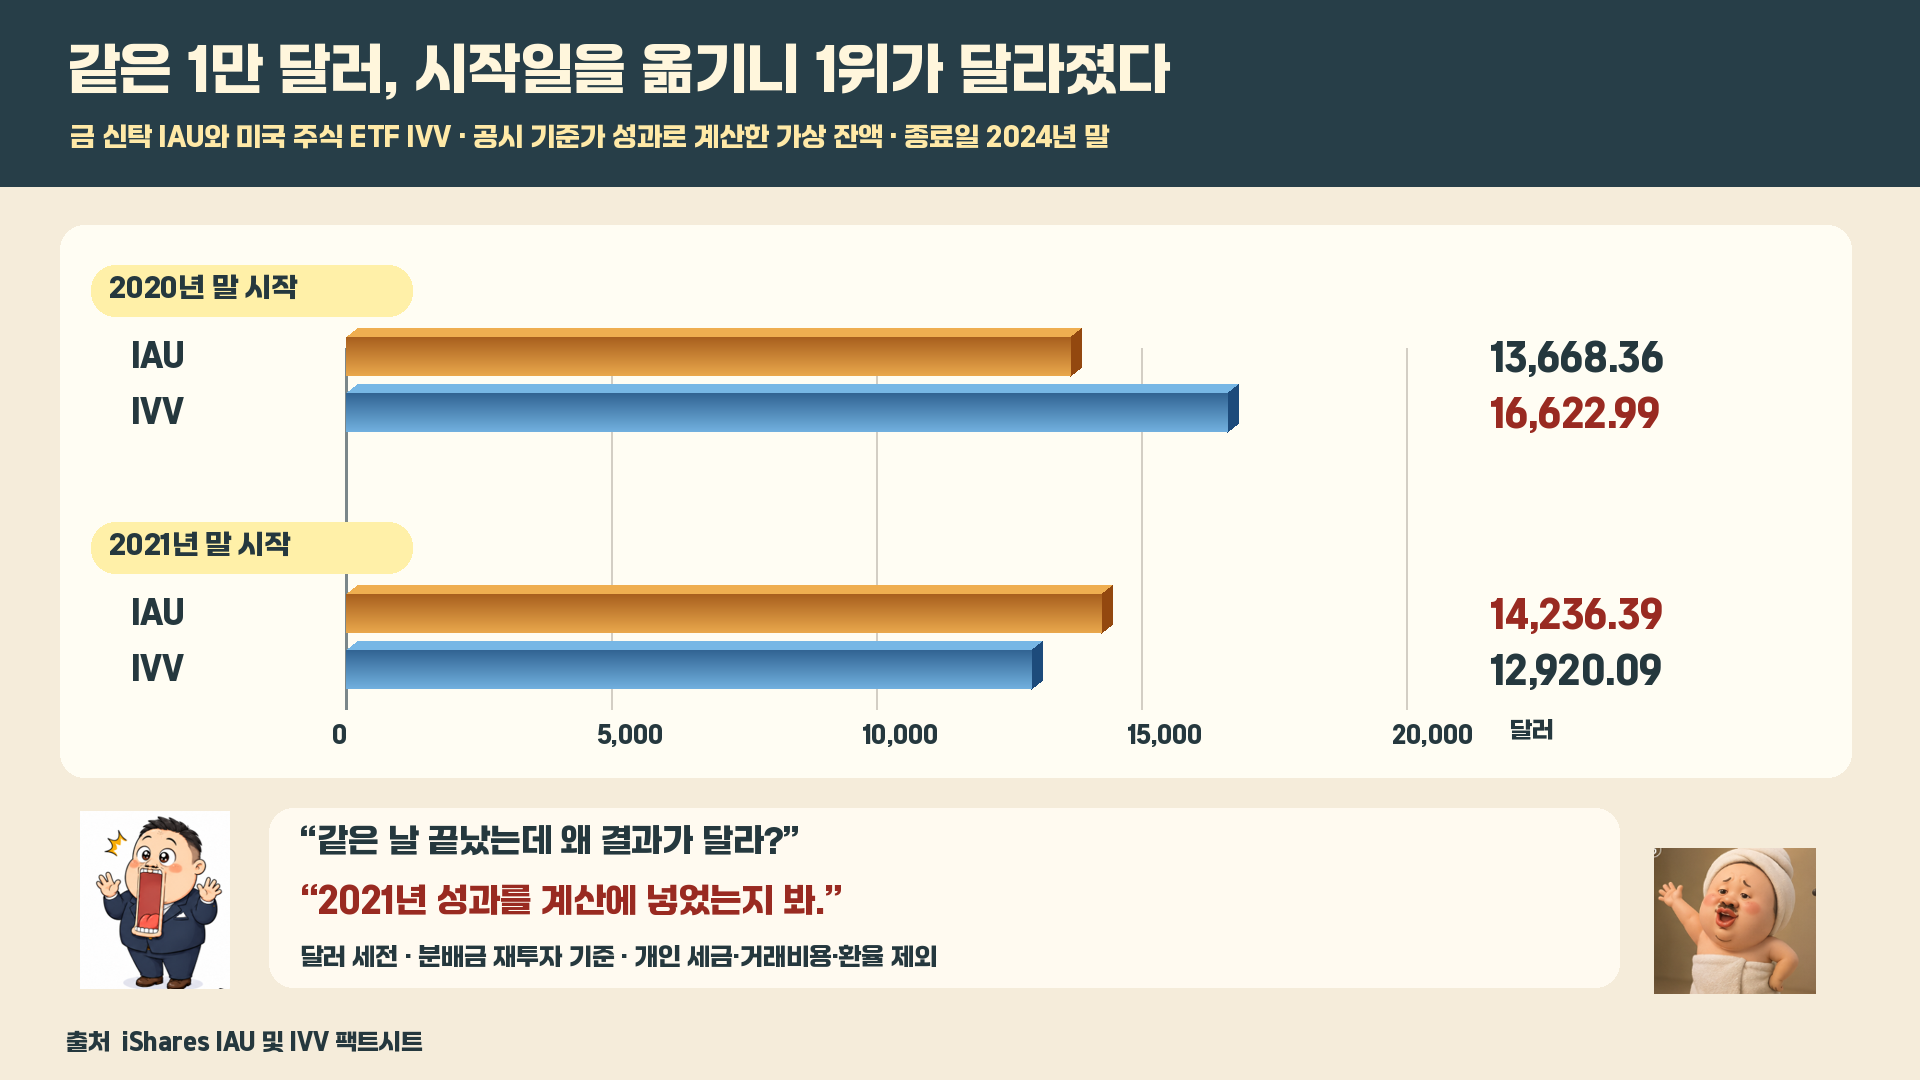 같은 1만 달러, 시작일을 옮기니 1위가 달라졌다
금 신탁 IAU와 미국 주식 ETF IVV · 공시 기준가 성과로 계산한 가상 잔액 · 종료일 2024년 말
2020년 말 시작
IAU 13,668.36
IVV 16,622.99
2021년 말 시작
IAU 14,236.39
IVV 12,920.09
0 5,000 10,000 15,000 20,000 달러
“같은 날 끝났는데 왜 결과가 달라?”
“2021년 성과를 계산에 넣었는지 봐.”
달러 세전 · 분배금 재투자 기준 · 개인 세금·거래비용·환율 제외
출처 iShares IAU 및 IVV 팩트시트